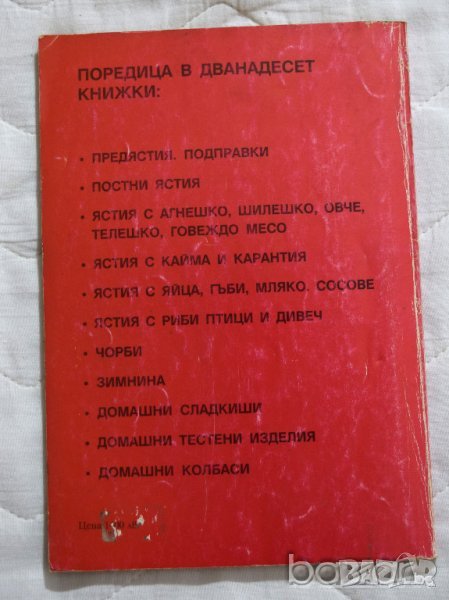 ПОРЕДИЦА В ДВАНАДЕСЕТ
КНИЖКИ:
• ПРЕДЯСТИЯ. ПОДПРАВКИ
• ПОСТНИ ЯСТИЯ
• ЯСТИЯ С АГНЕШКО, ШИЛЕШКО, ОВЧЕ,
ТЕЛЕШКО, ГОВЕЖДО МЕСО
• ЯСТИЯ С КАЙМА И КАРАНТИЯ
• ЯСТИЯ С ЯЙЦА, ГЪБИ, МЛЯКО. СОСОВЕ
• ЯСТИЯ С РИБИ ПТИЦИ И ДИВЕЧ
• ЧОРБИ
• ЗИМНИНА
• ДОМАШНИ СЛАДКИШИ
• ДОМАШНИ ТЕСТЕНИ ИЗДЕЛИЯ
• ДОМАШНИ КОЛБАСИ
Цена
bazar